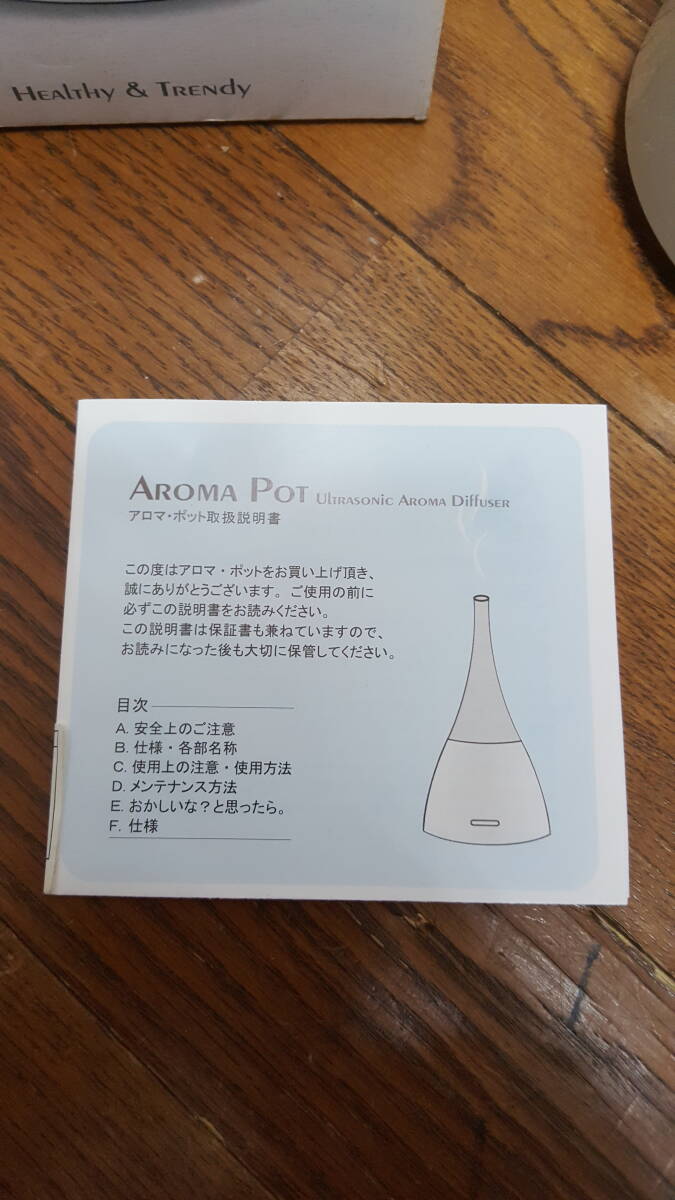 Healthy & Trendy
Aroma Pot Ultrasonic Aroma Diffuser
アロマ・ポット取扱説明書
この度はアロマ・ポットをお買い上げ頂き、
誠にありがとうございます。ご使用の前に
必ずこの説明書をお読みください。
この説明書は保証書も兼ねていますので、
お読みになった後も大切に保管してください。
目次
A. 安全上のご注意
B. 仕様・各部名称
C. 使用上の注意・使用方法
D. メンテナンス方法
E. おかしいな？と思ったら。
F. 仕様